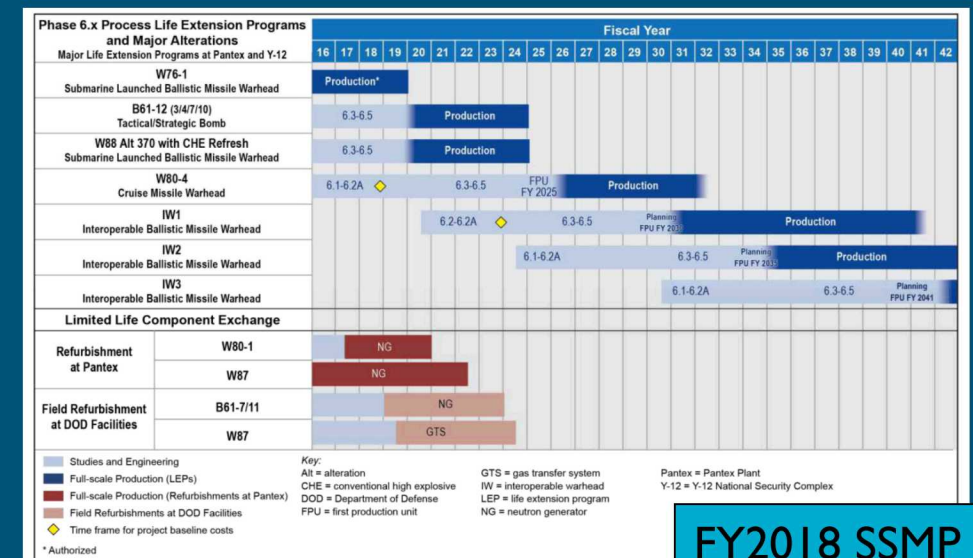 Phase 6.x Process Life Extension Programs
and Major Alterations
Major Life Extension Programs at Pantex and Y-12
Fiscal Year
16 17 18 19 20 21 22 23 24 25 26 27 28 29 30 31 32 33 34 35 36 37 38 39 40 41 42
W76-1
Submarine Launched Ballistic Missile Warhead
Production*
B61-12 (3/4/7/10)
Tactical/Strategic Bomb
6.3-6.5 Production
W88 Alt 370 with CHE Refresh
Submarine Launched Ballistic Missile Warhead
6.3-6.5 Production
W80-4
Cruise Missile Warhead
6.1-6.2A 6.3-6.5 FPU
FY 2025 Production
IW1
Interoperable Ballistic Missile Warhead
6.2-6.2A 6.3-6.5 Planning
FPU FY Production
IW2
Interoperable Ballistic Missile Warhead
6.1-6.2A 6.3-6.5 Planning
FPU FY Production
IW3
Interoperable Ballistic Missile Warhead
6.1-6.2A 6.3-6.5 Planning
FPU FY 2041
Limited Life Component Exchange
Refurbishment
at Pantex
W80-1 NG
W87 NG
Field Refurbishment
at DOD Facilities
B61-7/11 NG
W87 GTS
Studies and Engineering
Full-scale Production (LEPs)
Full-scale Production (Refurbishments at Pantex)
Field Refurbishments at DOD Facilities
Time frame for project baseline costs
* Authorized
Key:
Alt = alteration
CHE = conventional high explosive
DOD = Department of Defense
FPU = first production unit
GTS = gas transfer system
IW = interoperable warhead
LEP = life extension program
NG = neutron generator
Pantex = Pantex Plant
Y-12 = Y-12 National Security Complex
FY2018 SSMP